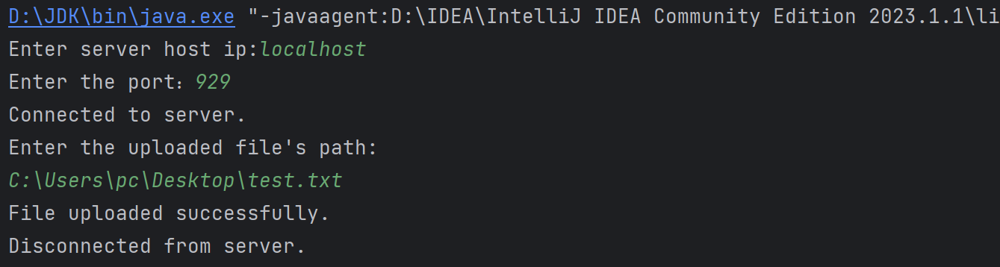 D:\JDK\bin\java.exe "-javaagent:D:\IDEA\IntelliJ IDEA Community Edition 2023.1.1\li
Enter server host ip:localhost
Enter the port：929
Connected to server.
Enter the uploaded file's path:
C:\Users\pc\Desktop\test.txt
File uploaded successfully.
Disconnected from server.